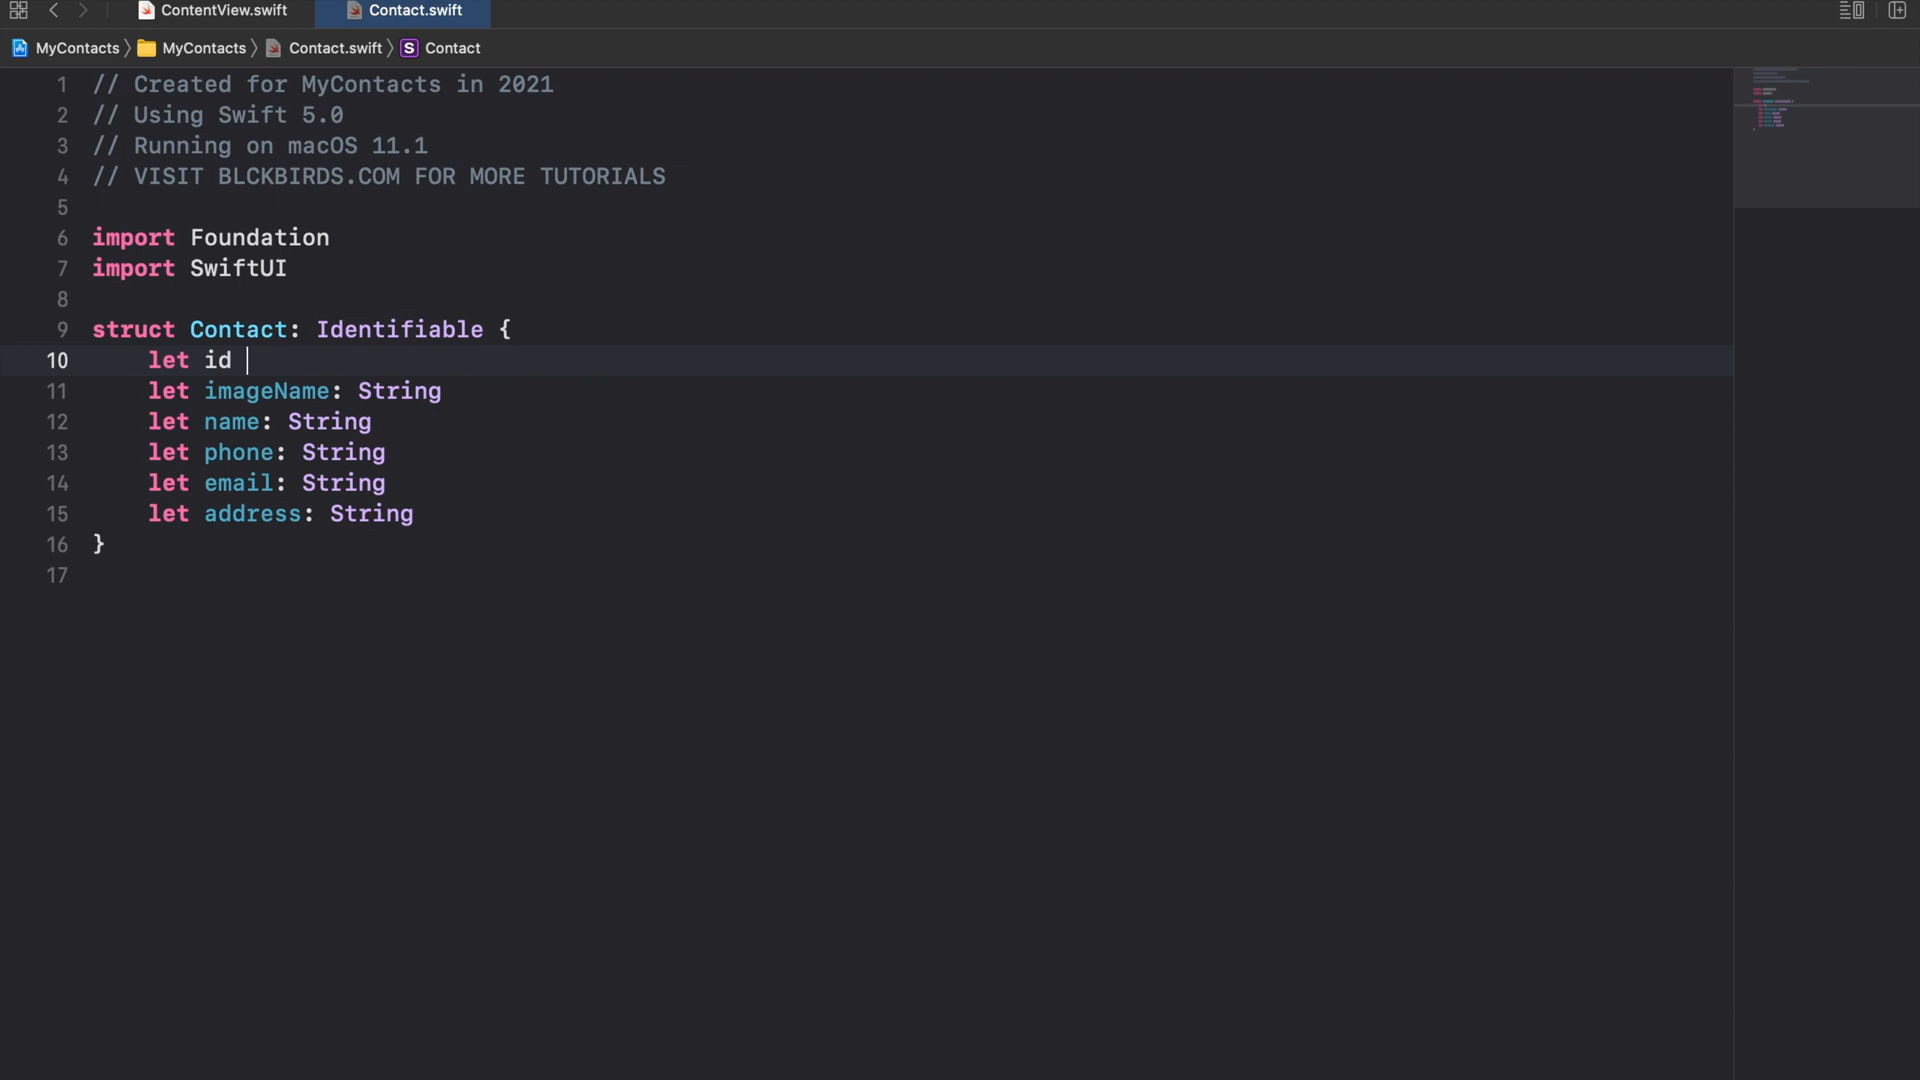 ContentView.swift Contact.swift
MyContacts MyContacts Contact.swift S Contact
1 // Created for MyContacts in 2021
2 // Using Swift 5.0
3 // Running on macOS 11.1
4 // VISIT BLCKBIRDS.COM FOR MORE TUTORIALS
5
6 import Foundation
7 import SwiftUI
8
9 struct Contact: Identifiable {
10 let id
11 let imageName: String
12 let name: String
13 let phone: String
14 let email: String
15 let address: String
16 }
17